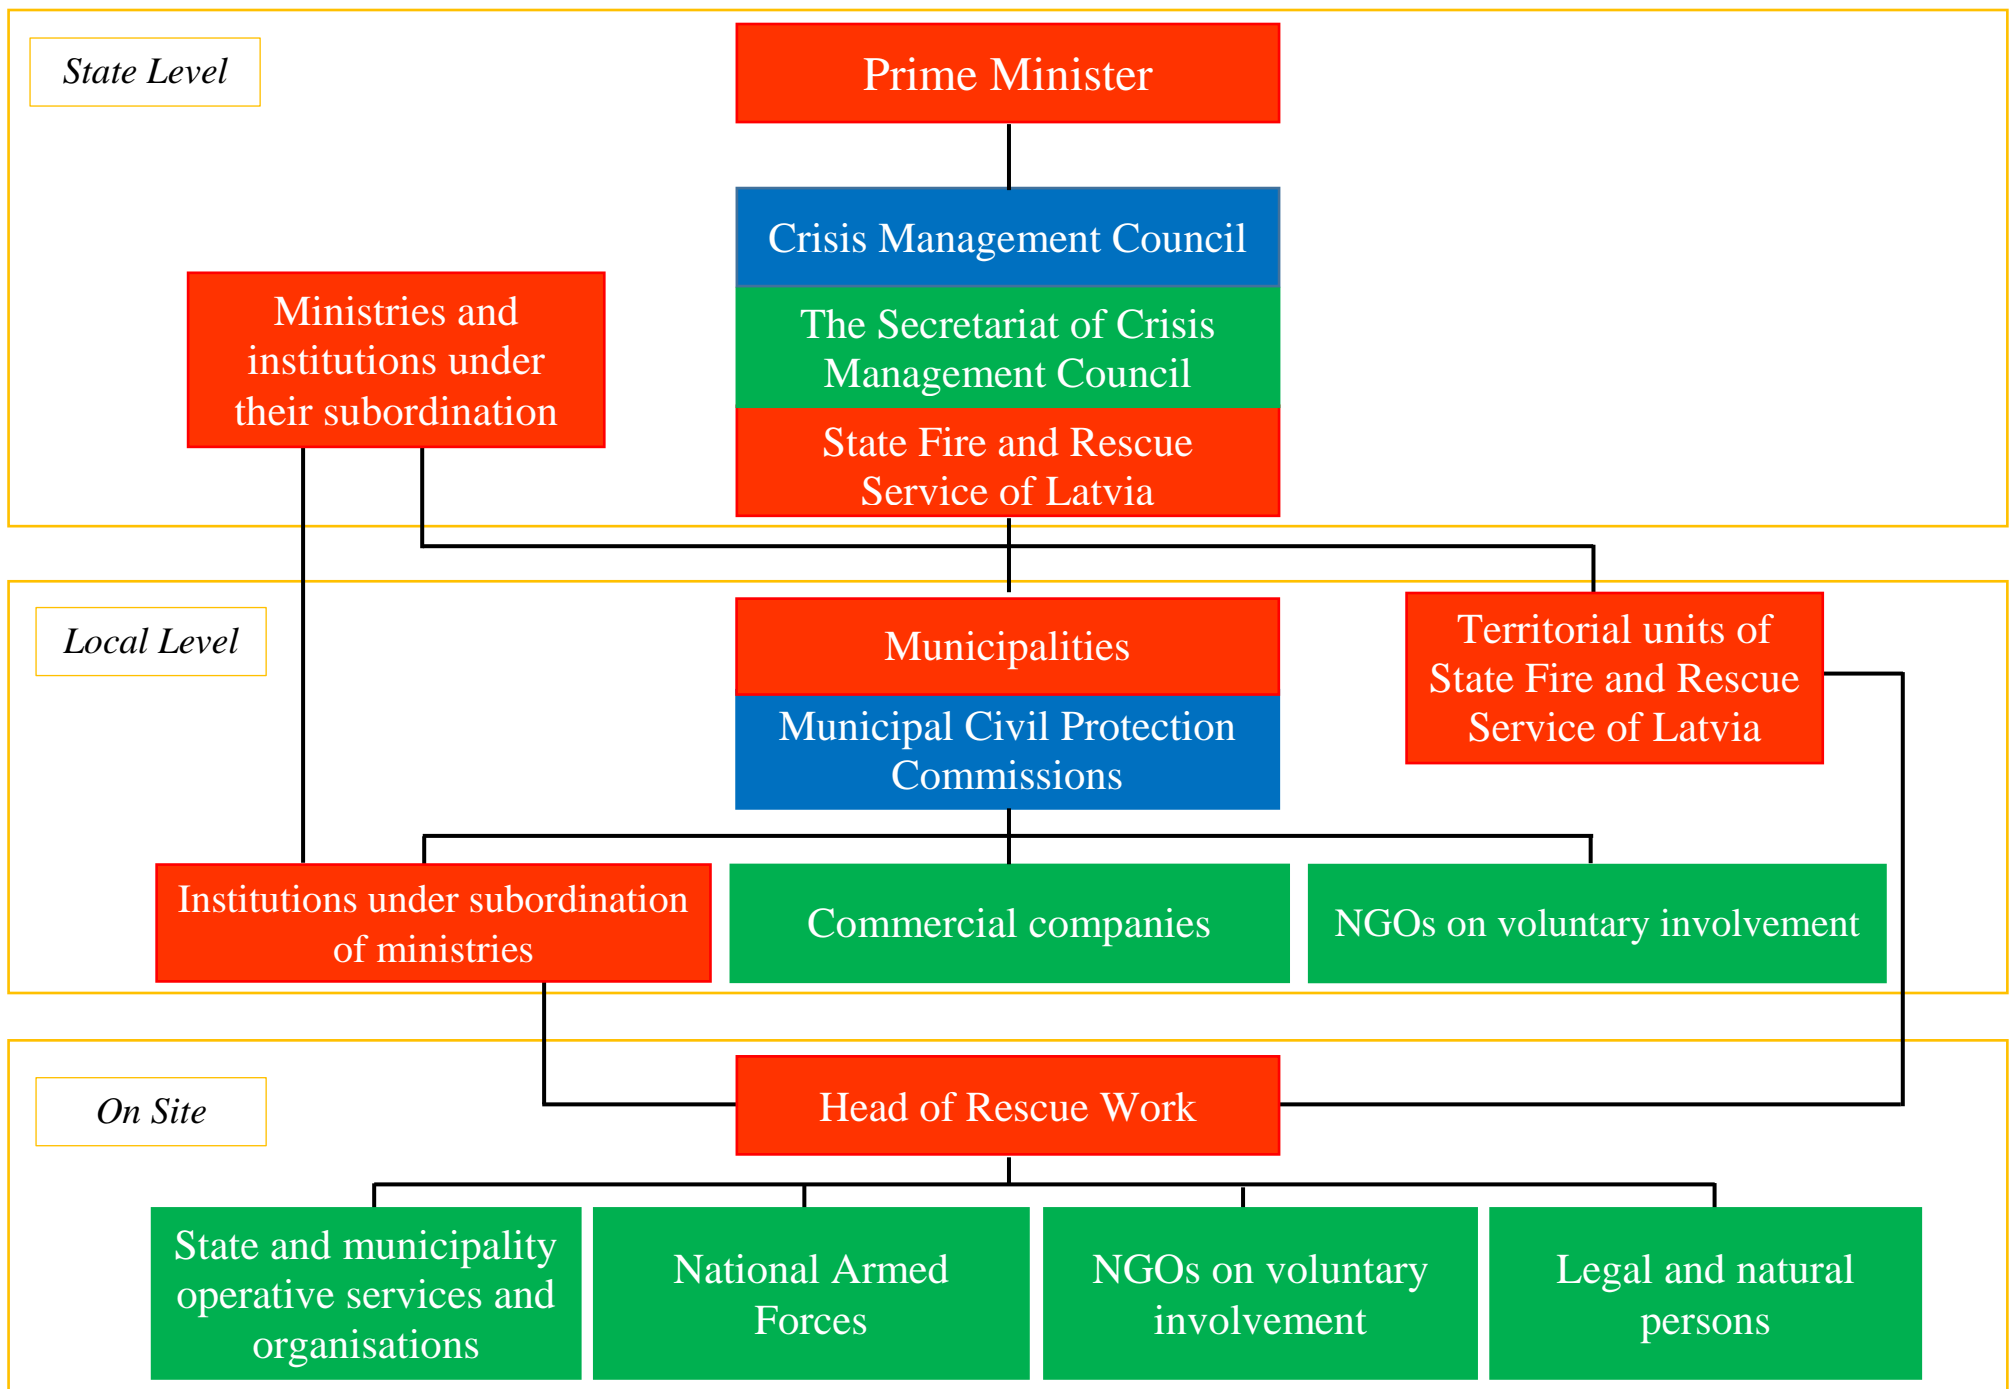 State Level
Prime Minister
Crisis Management Council
Ministries and
institutions under
their subordination
The Secretariat of Crisis
Management Council
State Fire and Rescue
Service of Latvia
Local Level
Municipalities
Municipal Civil Protection
Commissions
Territorial units of
State Fire and Rescue
Service of Latvia
Institutions under subordination
of ministries
Commercial companies
NGOs on voluntary involvement
On Site
Head of Rescue Work
State and municipality
operative services and
organisations
National Armed
Forces
NGOs on voluntary
involvement
Legal and natural
persons